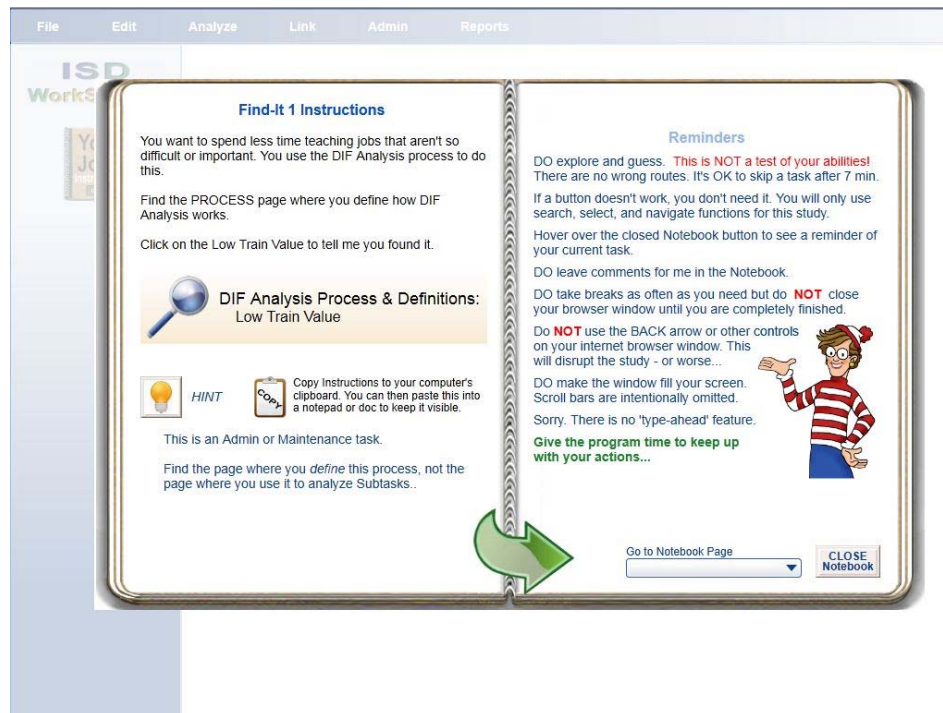 File Edit Analyze Link Admin Reports
ISD
Find-It 1 Instructions
You want to spend less time teaching jobs that aren't so
difficult or important. You use the DIF Analysis process to do
this.
Find the PROCESS page where you define how DIF
Analysis works.
Click on the Low Train Value to tell me you found it.
DIF Analysis Process & Definitions:
Low Train Value
HINT
COPY
Copy Instructions to your computer's
clipboard. You can then paste this into
a notepad or doc to keep it visible.
This is an Admin or Maintenance task.
Find the page where you define this process, not the
page where you use it to analyze Subtasks..
Reminders
DO explore and guess. This is NOT a test of your abilities!
There are no wrong routes. It's OK to skip a task after 7 min.
If a button doesn't work, you don't need it. You will only use
search, select, and navigate functions for this study.
Hover over the closed Notebook button to see a reminder of
your current task.
DO leave comments for me in the Notebook.
DO take breaks as often as you need but do NOT close
your browser window until you are completely finished.
Do NOT use the BACK arrow or other controls
on your internet browser window. This
will disrupt the study - or worse...
DO make the window fill your screen.
Scroll bars are intentionally omitted.
Sorry. There is no 'type-ahead' feature.
Give the program time to keep up
with your actions...
Go to Notebook Page
CLOSE
Notebook